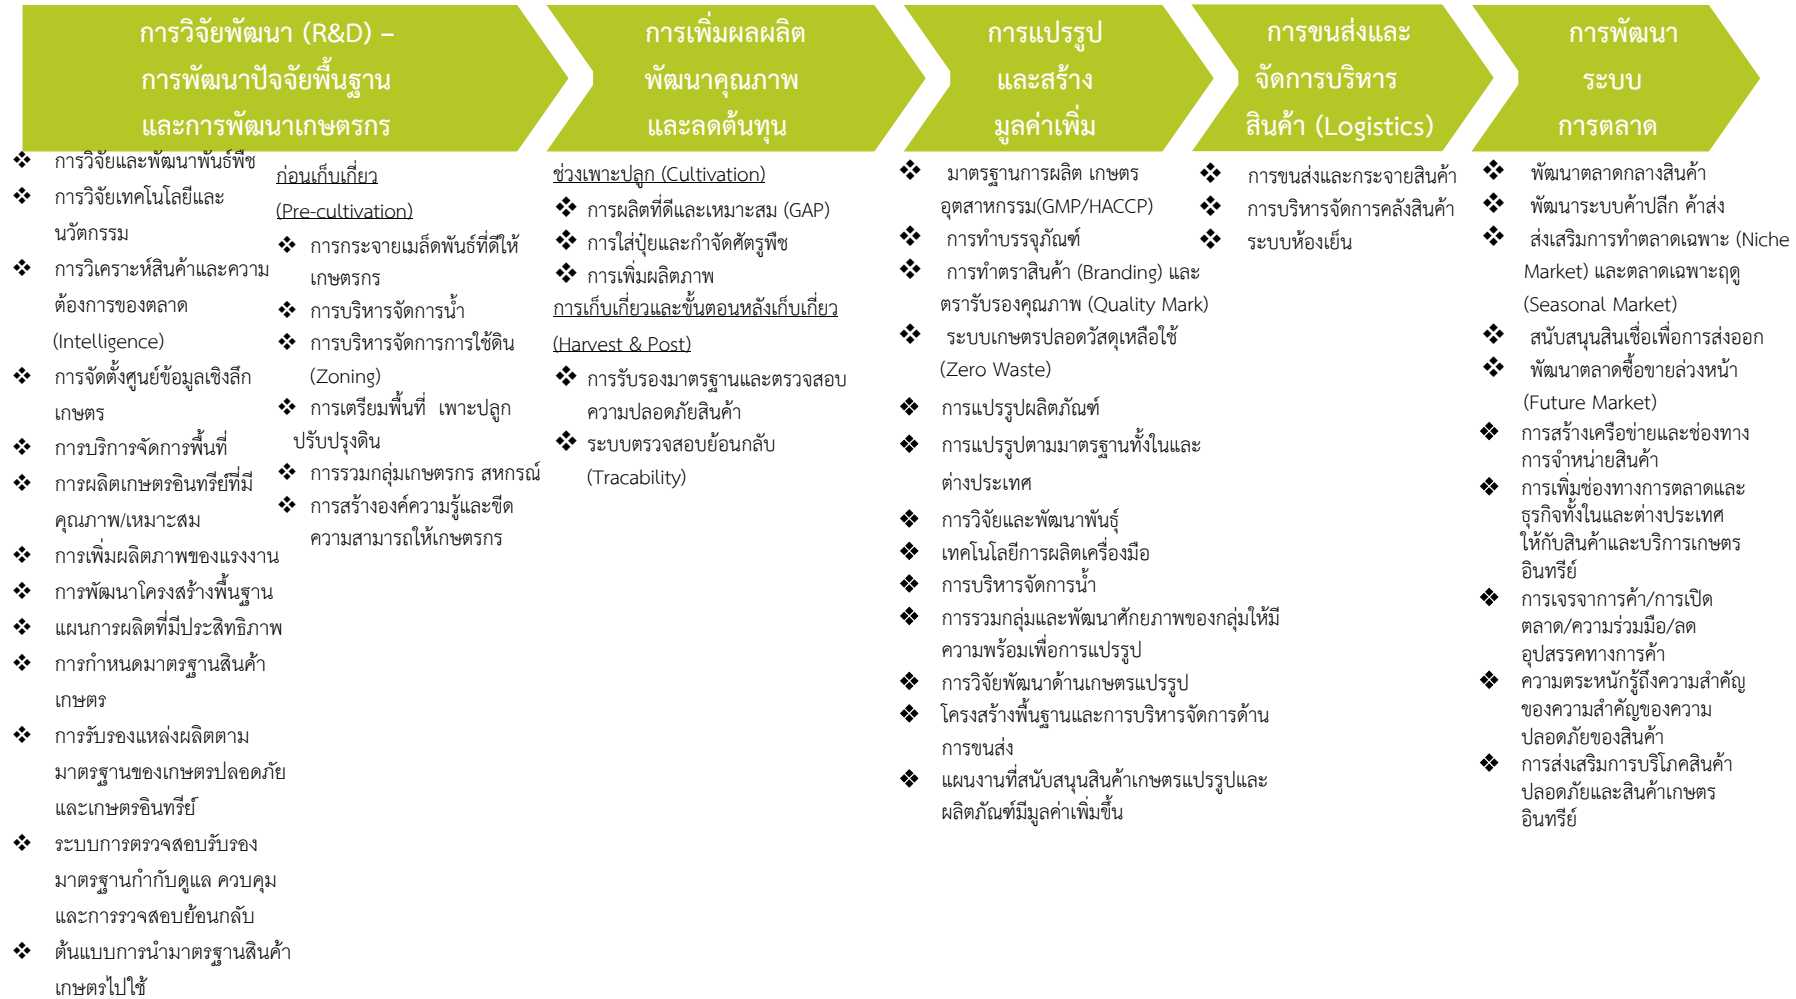 การวิจัยพัฒนา (R&D) –
การพัฒนาปัจจัยพื้นฐาน
และการพัฒนาเกษตรกร
การเพิ่มผลผลิต
พัฒนาคุณภาพ
และลดต้นทุน
การแปรรูป
และสร้าง
มูลค่าเพิ่ม
การขนส่งและ
จัดการบริหาร
สินค้า (Logistics)
การพัฒนา
ระบบ
การตลาด
❖ การวิจัยและพัฒนาพันธ์พืช
❖ การวิจัยเทคโนโลยีและ
นวัตกรรม
❖ การวิเคราะห์สินค้าและความ
ต้องการของตลาด
(Intelligence)
❖ การจัดตั้งศูนย์ข้อมูลเชิงลึก
เกษตร
❖ การบริการจัดการพื้นที่
❖ การผลิตเกษตรอินทรีย์ที่มี
คุณภาพ/เหมาะสม
❖ การเพิ่มผลิตภาพของแรงงาน
❖ การพัฒนาโครงสร้างพื้นฐาน
❖ แผนการผลิตที่มีประสิทธิภาพ
❖ การกำหนดมาตรฐานสินค้า
เกษตร
❖ การรับรองแหล่งผลิตตาม
มาตรฐานของเกษตรปลอดภัย
และเกษตรอินทรีย์
❖ ระบบการตรวจสอบรับรอง
มาตรฐานกำกับดูแล ควบคุม
และการรวจสอบย้อนกลับ
❖ ต้นแบบการนำมาตรฐานสินค้า
เกษตรไปใช้
ก่อนเก็บเกี่ยว
(Pre-cultivation)
❖ การกระจายเมล็ดพันธ์ที่ดีให้
เกษตรกร
❖ การบริหารจัดการน้ำ
❖ การบริหารจัดการการใช้ดิน
(Zoning)
❖ การเตรียมพื้นที่ เพาะปลูก
ปรับปรุงดิน
❖ การรวมกลุ่มเกษตรกร สหกรณ์
❖ การสร้างองค์ความรู้และขีด
ความสามารถให้เกษตรกร
ช่วงเพาะปลูก (Cultivation)
❖ การผลิตที่ดีและเหมาะสม (GAP)
❖ การใส่ปุ๋ยและกำจัดศัตรูพืช
❖ การเพิ่มผลิตภาพ
การเก็บเกี่ยวและขั้นตอนหลังเก็บเกี่ยว
(Harvest & Post)
❖ การรับรองมาตรฐานและตรวจสอบ
ความปลอดภัยสินค้า
❖ ระบบตรวจสอบย้อนกลับ
(Tracability)
❖ มาตรฐานการผลิต เกษตร
อุตสาหกรรม(GMP/HACCP)
❖ การทำบรรจุภัณฑ์
❖ การทำตราสินค้า (Branding) และ
ตรารับรองคุณภาพ (Quality Mark)
❖ ระบบเกษตรปลอดวัสดุเหลือใช้
(Zero Waste)
❖ การแปรรูปผลิตภัณฑ์
❖ การแปรรูปตามมาตรฐานทั้งในและ
ต่างประเทศ
❖ การวิจัยและพัฒนาพันธุ์
❖ เทคโนโลยีการผลิตเครื่องมือ
❖ การบริหารจัดการน้ำ
❖ การรวมกลุ่มและพัฒนาศักยภาพของกลุ่มให้มี
ความพร้อมเพื่อการแปรรูป
❖ การวิจัยพัฒนาด้านเกษตรแปรรูป
❖ โครงสร้างพื้นฐานและการบริหารจัดการด้าน
การขนส่ง
❖ แผนงานที่สนับสนุนสินค้าเกษตรแปรรูปและ
ผลิตภัณฑ์มีมูลค่าเพิ่มขึ้น
❖ การขนส่งและกระจายสินค้า
❖ การบริหารจัดการคลังสินค้า
❖ ระบบห้องเย็น
❖ พัฒนาตลาดกลางสินค้า
❖ พัฒนาระบบค้าปลีก ค้าส่ง
❖ ส่งเสริมการทำตลาดเฉพาะ (Niche
Market) และตลาดเฉพาะฤดู
(Seasonal Market)
❖ สนับสนุนสินเชื่อเพื่อการส่งออก
❖ พัฒนาตลาดซื้อขายล่วงหน้า
(Future Market)
❖ การสร้างเครือข่ายและช่องทาง
การจำหน่ายสินค้า
❖ การเพิ่มช่องทางการตลาดและ
ธุรกิจทั้งในและต่างประเทศ
ให้กับสินค้าและบริการเกษตร
อินทรีย์
❖ การเจรจาการค้า/การเปิด
ตลาด/ความร่วมมือ/ลด
อุปสรรคทางการค้า
❖ ความตระหนักรู้ถึงความสำคัญ
ของความสำคัญของความ
ปลอดภัยของสินค้า
❖ การส่งเสริมการบริโภคสินค้า
ปลอดภัยและสินค้าเกษตร
อินทรีย์